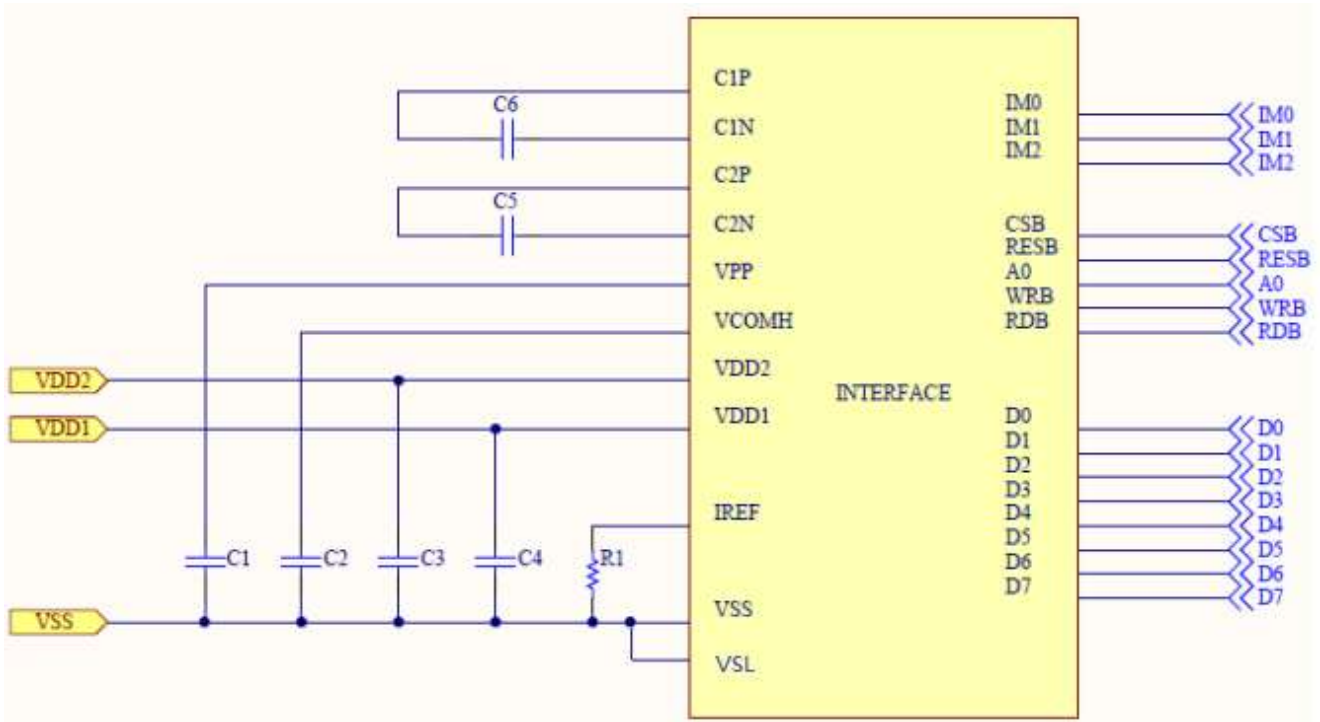 C1P
C6
C1N
C2P
C5
C2N
VPP
VCOMH
VDD2
VDD2
VDD1
VDD1
IREF
C1
C2
C3
C4
R1
VSS
VSS
VSL
INTERFACE
IM0
IM0
IM1
IM1
IM2
IM2
CSB
CSB
RESB
RESB
A0
A0
WRB
WRB
RDB
RDB
D0
D0
D1
D1
D2
D2
D3
D3
D4
D4
D5
D5
D6
D6
D7
D7